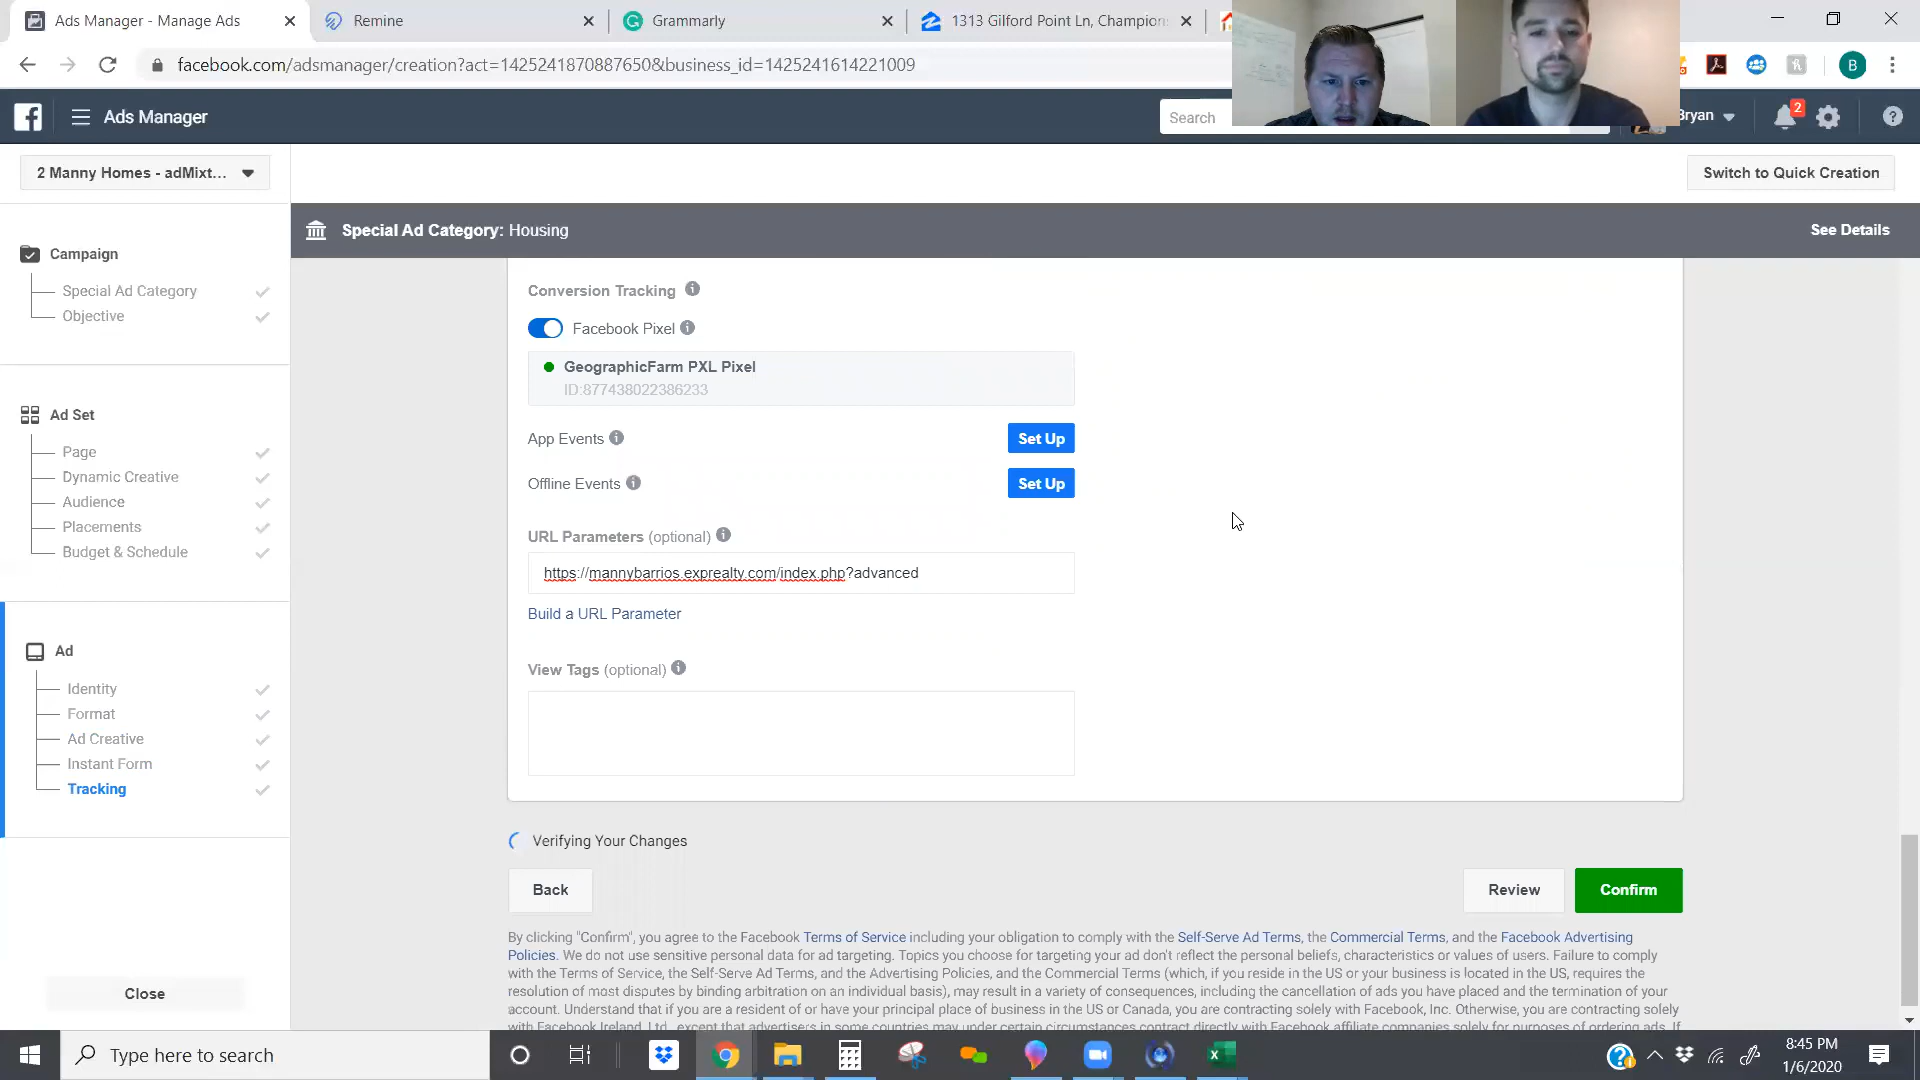 Ads Manager - Manage Ads
Remine
Grammarly
1313 Gilford Point Ln, Champions
facebook.com/adsmanager/creation?act=142524187088765​0&business_id=1425241614221009
B
Ads Manager
Search
Bryan
2
2 Manny Homes - adMixt...
Switch to Quick Creation
Special Ad Category: Housing
See Details
Campaign
Special Ad Category
Objective
Ad Set
Page
Dynamic Creative
Audience
Placements
Budget & Schedule
Ad
Identity
Format
Ad Creative
Instant Form
Tracking
Close
Conversion Tracking
Facebook Pixel
GeographicFarm PXL Pixel
ID:877438022386233
App Events
Set Up
Offline Events
Set Up
URL Parameters (optional)
https://mannybarrios.exprealty.com/index.php?advanced
Build a URL Parameter
View Tags (optional)
Verifying Your Changes
Back
Review
Confirm
By clicking "Confirm", you agree to the Facebook Terms of Service including your obligation to comply with the Self-Serve Ad Terms, the Commercial Terms, and the Facebook Advertising
Policies. We do not use sensitive personal data for ad targeting. Topics you choose for targeting your ad don't reflect the personal beliefs, characteristics or values of users. Failure to comply
with the Terms of Service, the Self-Serve Ad Terms, and the Advertising Policies, and the Commercial Terms (which, if you reside in the US or your business is located in the US, requires the
resolution of most disputes by binding arbitration on an individual basis), may result in a variety of consequences, including the cancellation of ads you have placed and the termination of your
account. Understand that if you are a resident of or have your principal place of business in the US or Canada, you are contracting solely with Facebook, Inc. Otherwise, you are contracting solely
with Facebook Ireland, Ltd., except that advertisers in some countries may under certain circumstances contract directly with Facebook affiliate companies solely for purposes of ordering ads. If
Type here to search
8:45 PM
1/6/2020